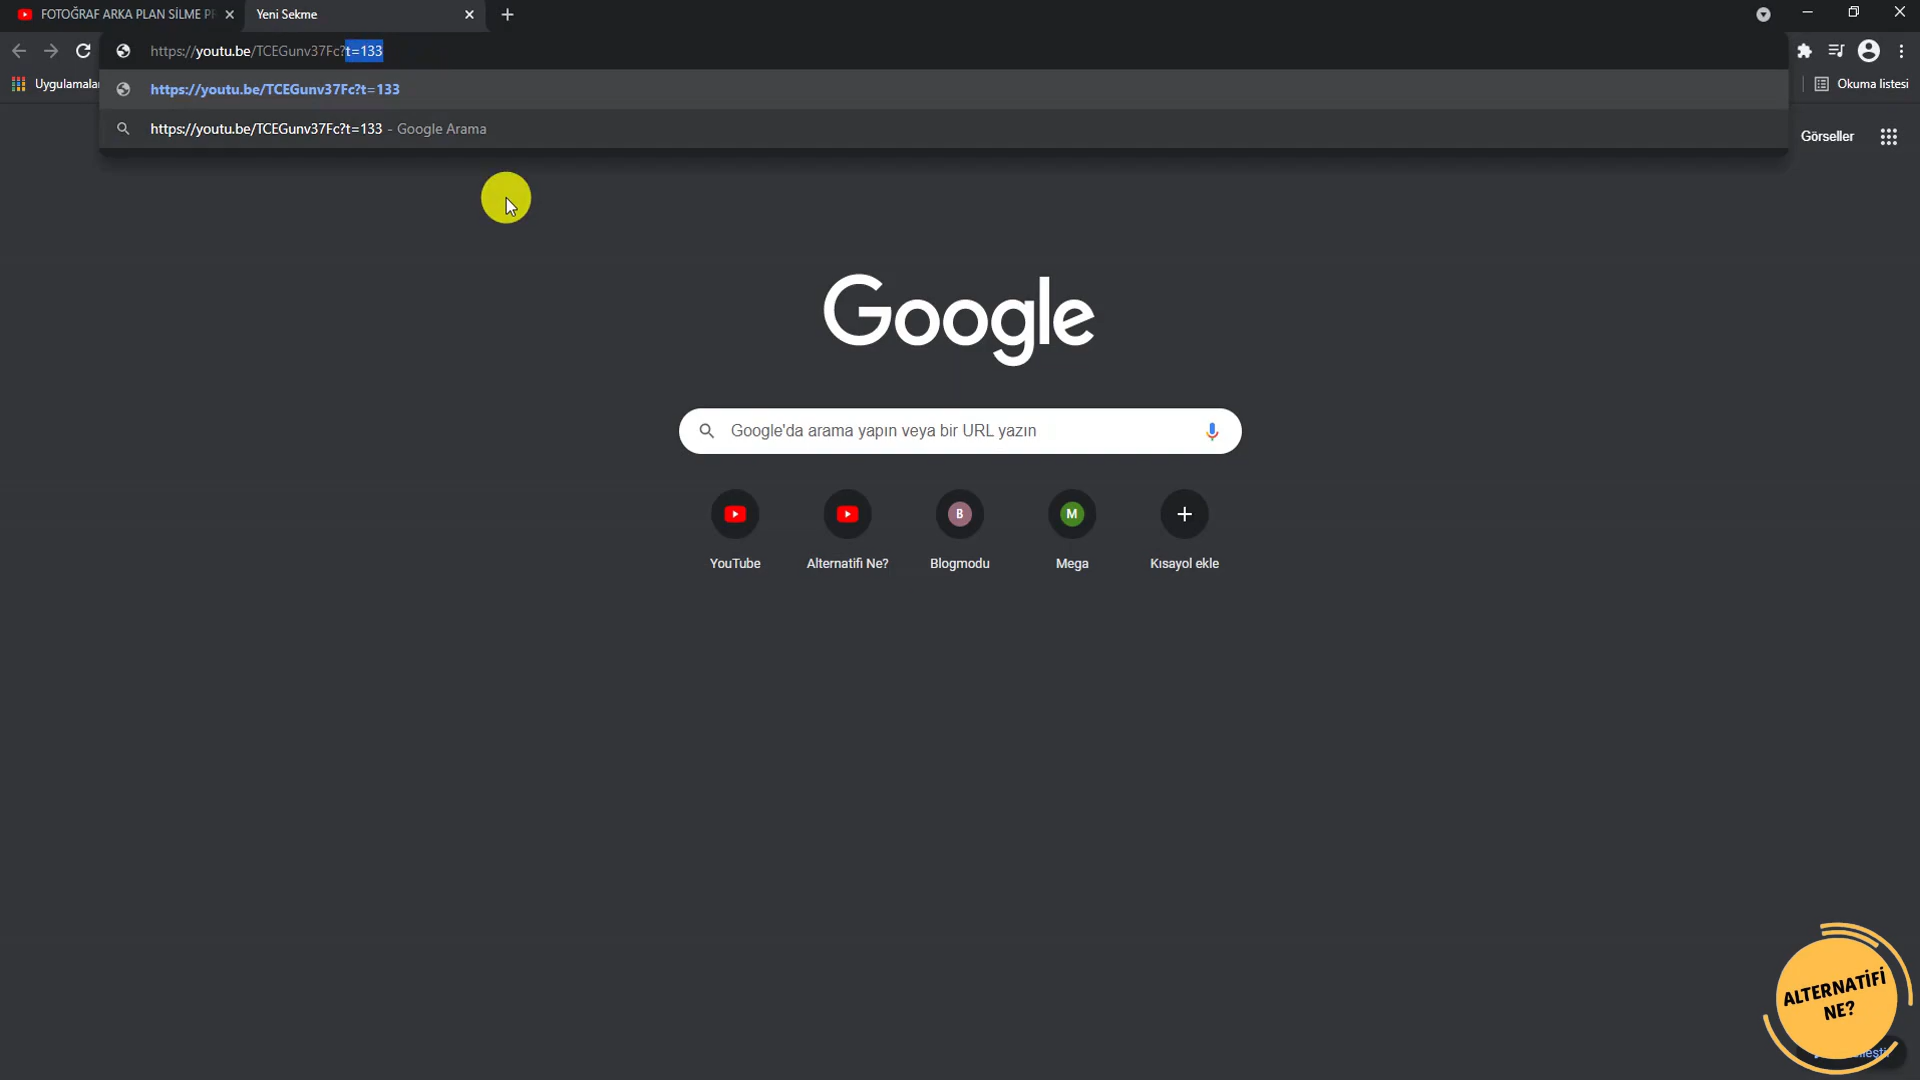 FOTOĞRAF ARKA PLAN SİLME PR
Yeni Sekme
https://youtu.be/TCEGunv37Fc?t=133
Uygulamalar
https://youtu.be/TCEGunv37Fc?t=133
Okuma listesi
https://youtu.be/TCEGunv37Fc?t=133 - Google Arama
Görseller
Google
Google'da arama yapın veya bir URL yazın
B
M
YouTube
Alternatifi Ne?
Blogmodu
Mega
Kısayol ekle
ALTERNATİFİ
NE?